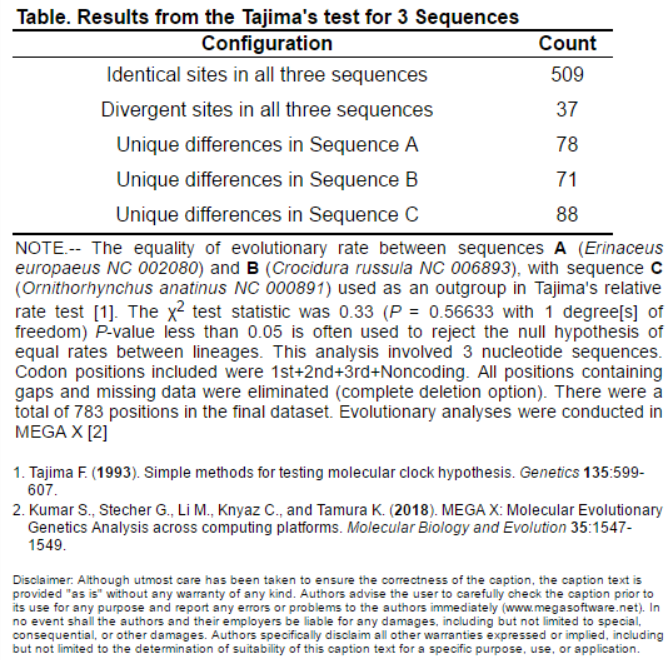 Table. Results from the Tajima's test for 3 Sequences
Configuration Count
Identical sites in all three sequences 509
Divergent sites in all three sequences 37
Unique differences in Sequence A 78
Unique differences in Sequence B 71
Unique differences in Sequence C 88
NOTE.-- The equality of evolutionary rate between sequences A (Erinaceus
europaeus NC 002080) and B (Crocidura russula NC 006893), with sequence C
(Ornithorhynchus anatinus NC 000891) used as an outgroup in Tajima's relative
rate test [1]. The χ2 test statistic was 0.33 (P = 0.56633 with 1 degree[s] of
freedom) P-value less than 0.05 is often used to reject the null hypothesis of
equal rates between lineages. This analysis involved 3 nucleotide sequences.
Codon positions included were 1st+2nd+3rd+Noncoding. All positions containing
gaps and missing data were eliminated (complete deletion option). There were a
total of 783 positions in the final dataset. Evolutionary analyses were conducted in
MEGA X [2]
1. Tajima F. (1993). Simple methods for testing molecular clock hypothesis. Genetics 135:599-
607.
2. Kumar S., Stecher G., Li M., Knyaz C., and Tamura K. (2018). MEGA X: Molecular Evolutionary
Genetics Analysis across computing platforms. Molecular Biology and Evolution 35:1547-
1549.
Disclaimer: Although utmost care has been taken to ensure the correctness of the caption, the caption text is
provided "as is" without any warranty of any kind. Authors advise the user to carefully check the caption prior to
its use for any purpose and report any errors or problems to the authors immediately (www.megasoftware.net). In
no event shall the authors and their employers be liable for any damages, including but not limited to special,
consequential, or other damages. Authors specifically disclaim all other warranties expressed or implied, including
but not limited to the determination of suitability of this caption text for a specific purpose, use, or application.